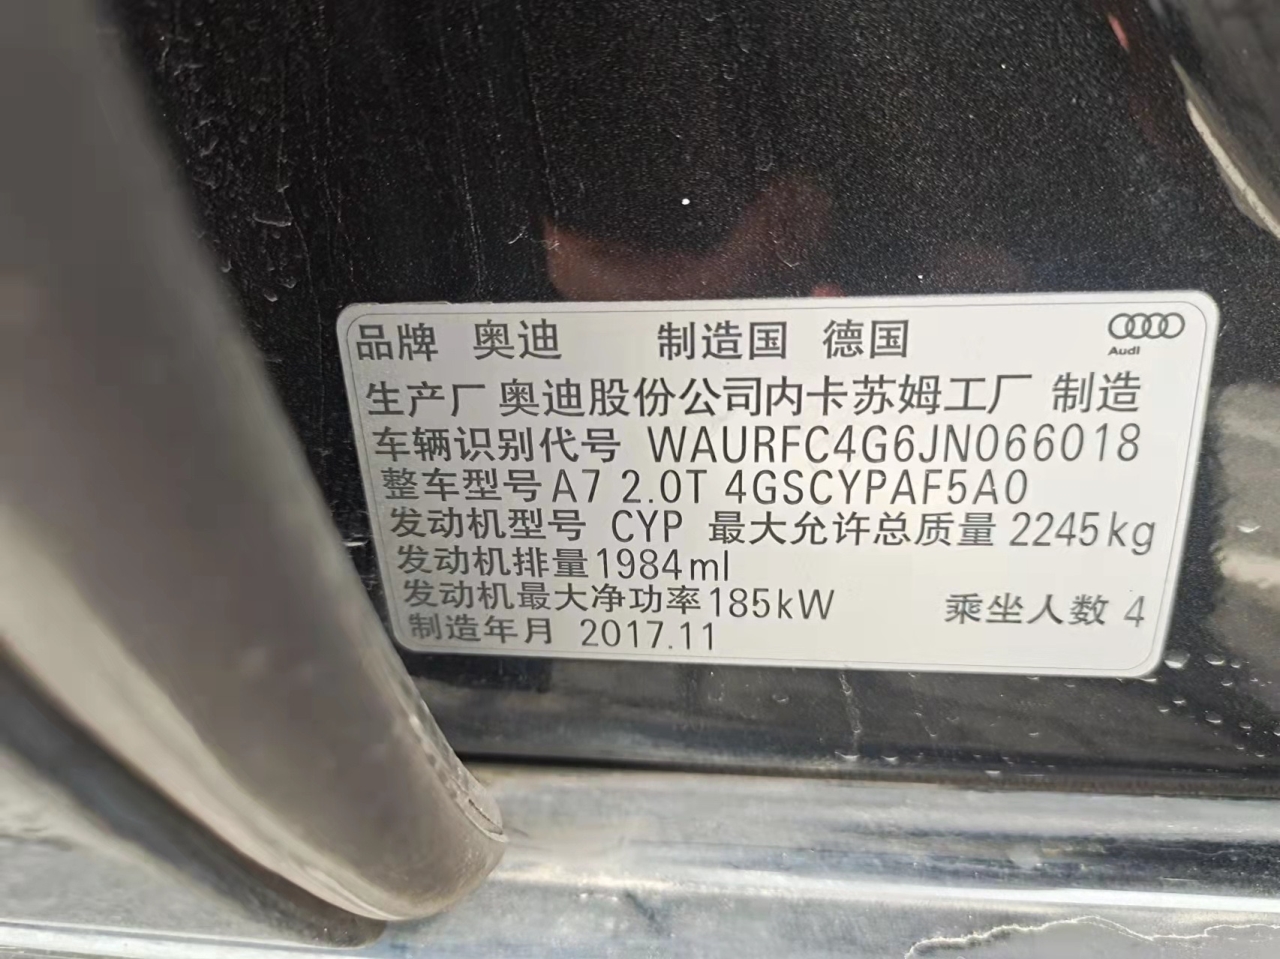 品牌 奥迪 制造国 德国
Audi
生产厂 奥迪股份公司内卡苏姆工厂 制造
车辆识别代号 WAURFC4G6JN066018
整车型号 A7 2.0T 4GSCYPAF5A0
发动机型号 CYP 最大允许总质量 2245kg
发动机排量 1984ml
发动机最大净功率 185kW 乘坐人数 4
制造年月 2017.11